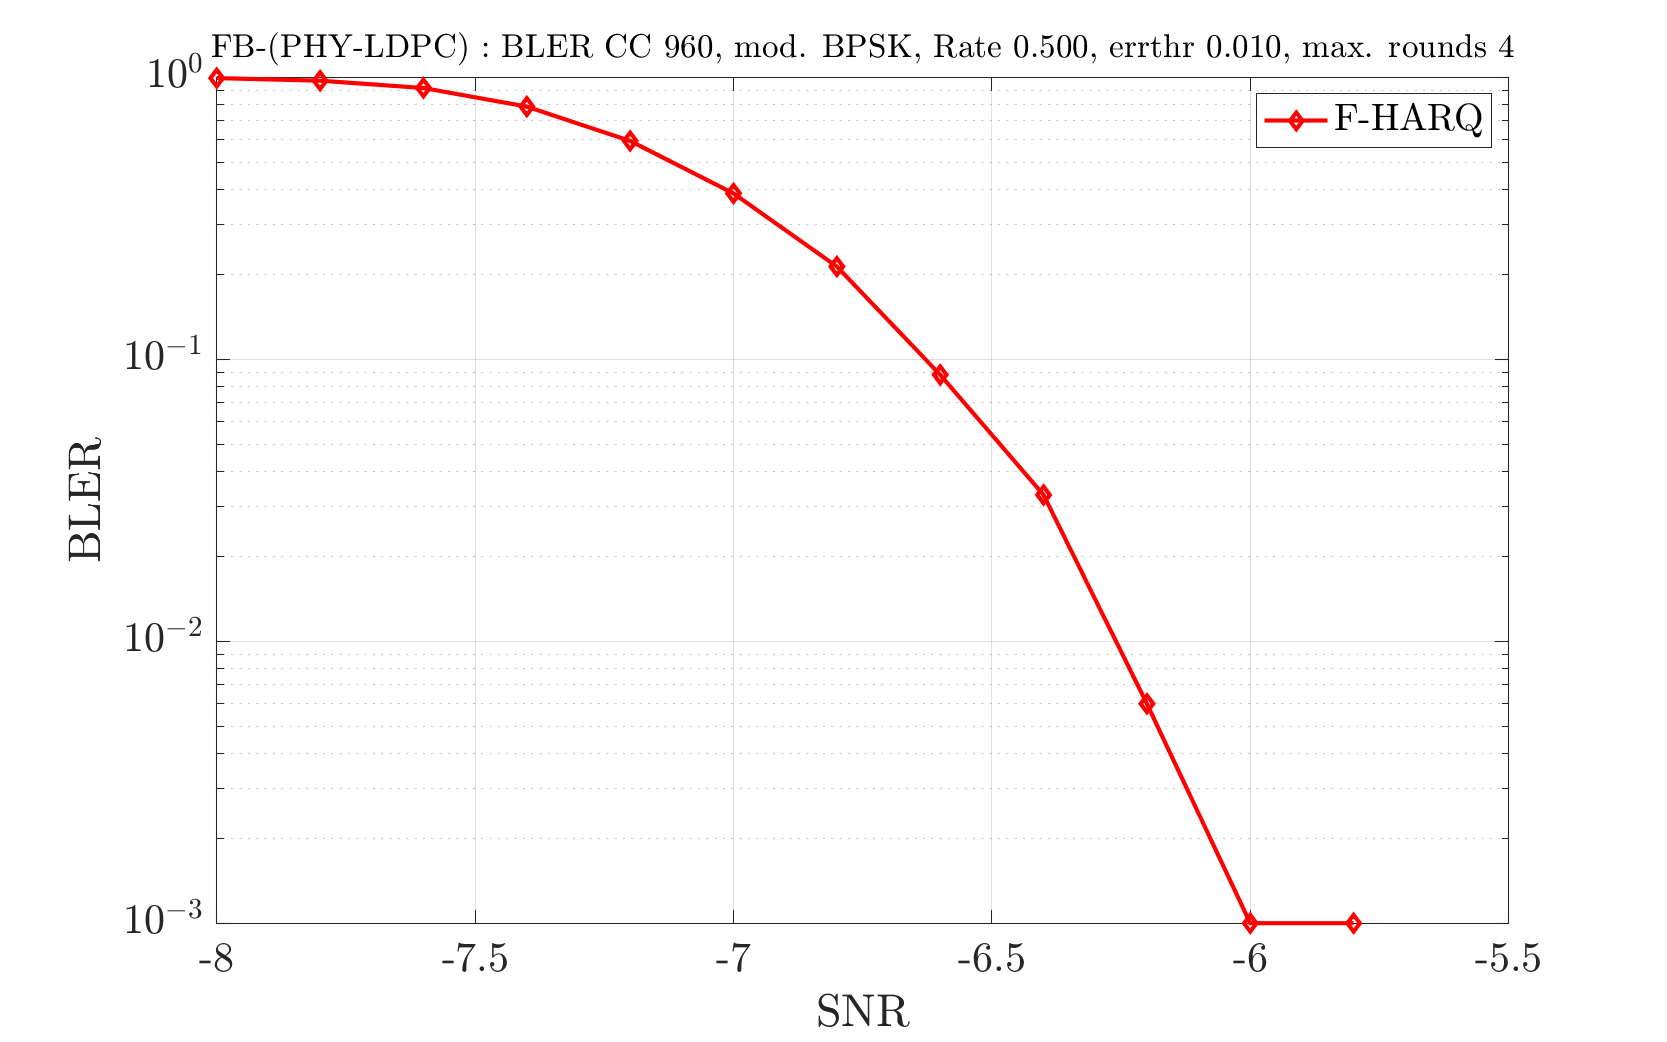 FB-(PHY-LDPC) : BLER CC 960, mod. BPSK, Rate 0.500, errthr 0.010, max. rounds 4
F-HARQ
10^0
10^-1
10^-2
10^-3
BLER
-8 -7.5 -7 -6.5 -6 -5.5
SNR